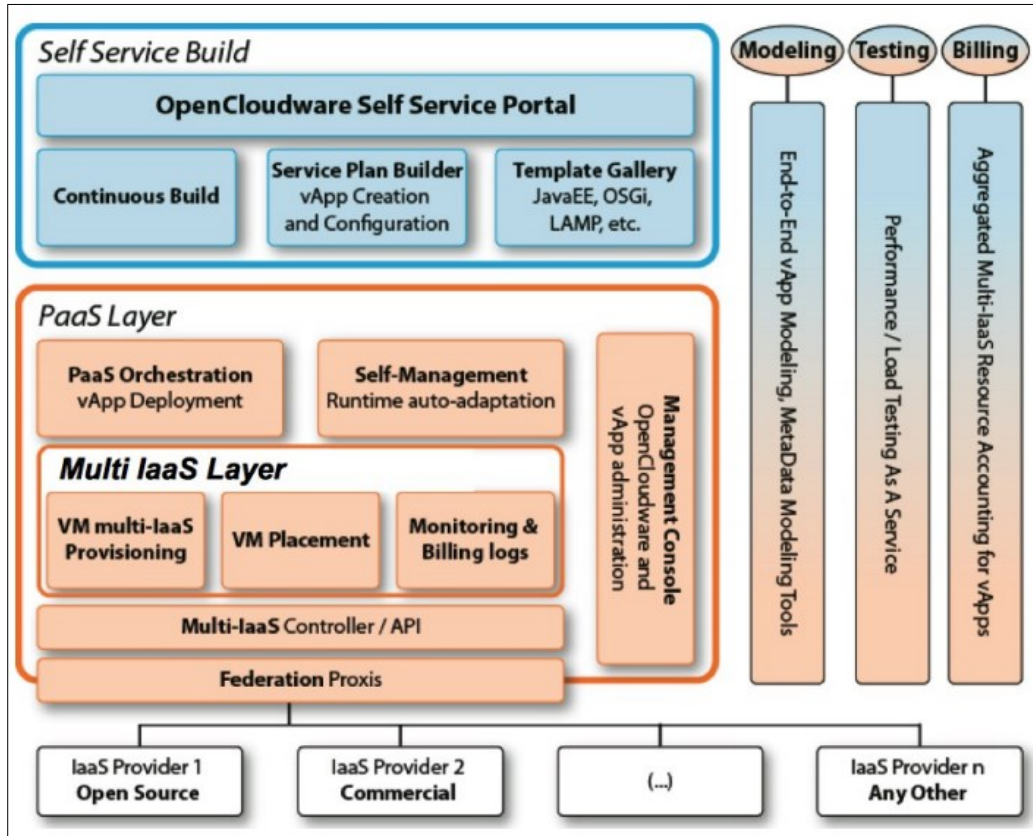 Self Service Build
OpenCloudware Self Service Portal
Continuous Build
Service Plan Builder
vApp Creation
and Configuration
Template Gallery
JavaEE, OSGi,
LAMP, etc.
PaaS Layer
PaaS Orchestration
vApp Deployment
Self-Management
Runtime auto-adaptation
Multi IaaS Layer
VM multi-IaaS
Provisioning
VM Placement
Monitoring &
Billing logs
Multi-IaaS Controller / API
Federation Proxis
Management Console
OpenCloudware and
vApp administration
Modeling
End-to-End vApp Modeling, MetaData Modeling Tools
Testing
Performance / Load Testing As A Service
Billing
Aggregated Multi-IaaS Resource Accounting for vApps
IaaS Provider 1
Open Source
IaaS Provider 2
Commercial
(...)
IaaS Provider n
Any Other